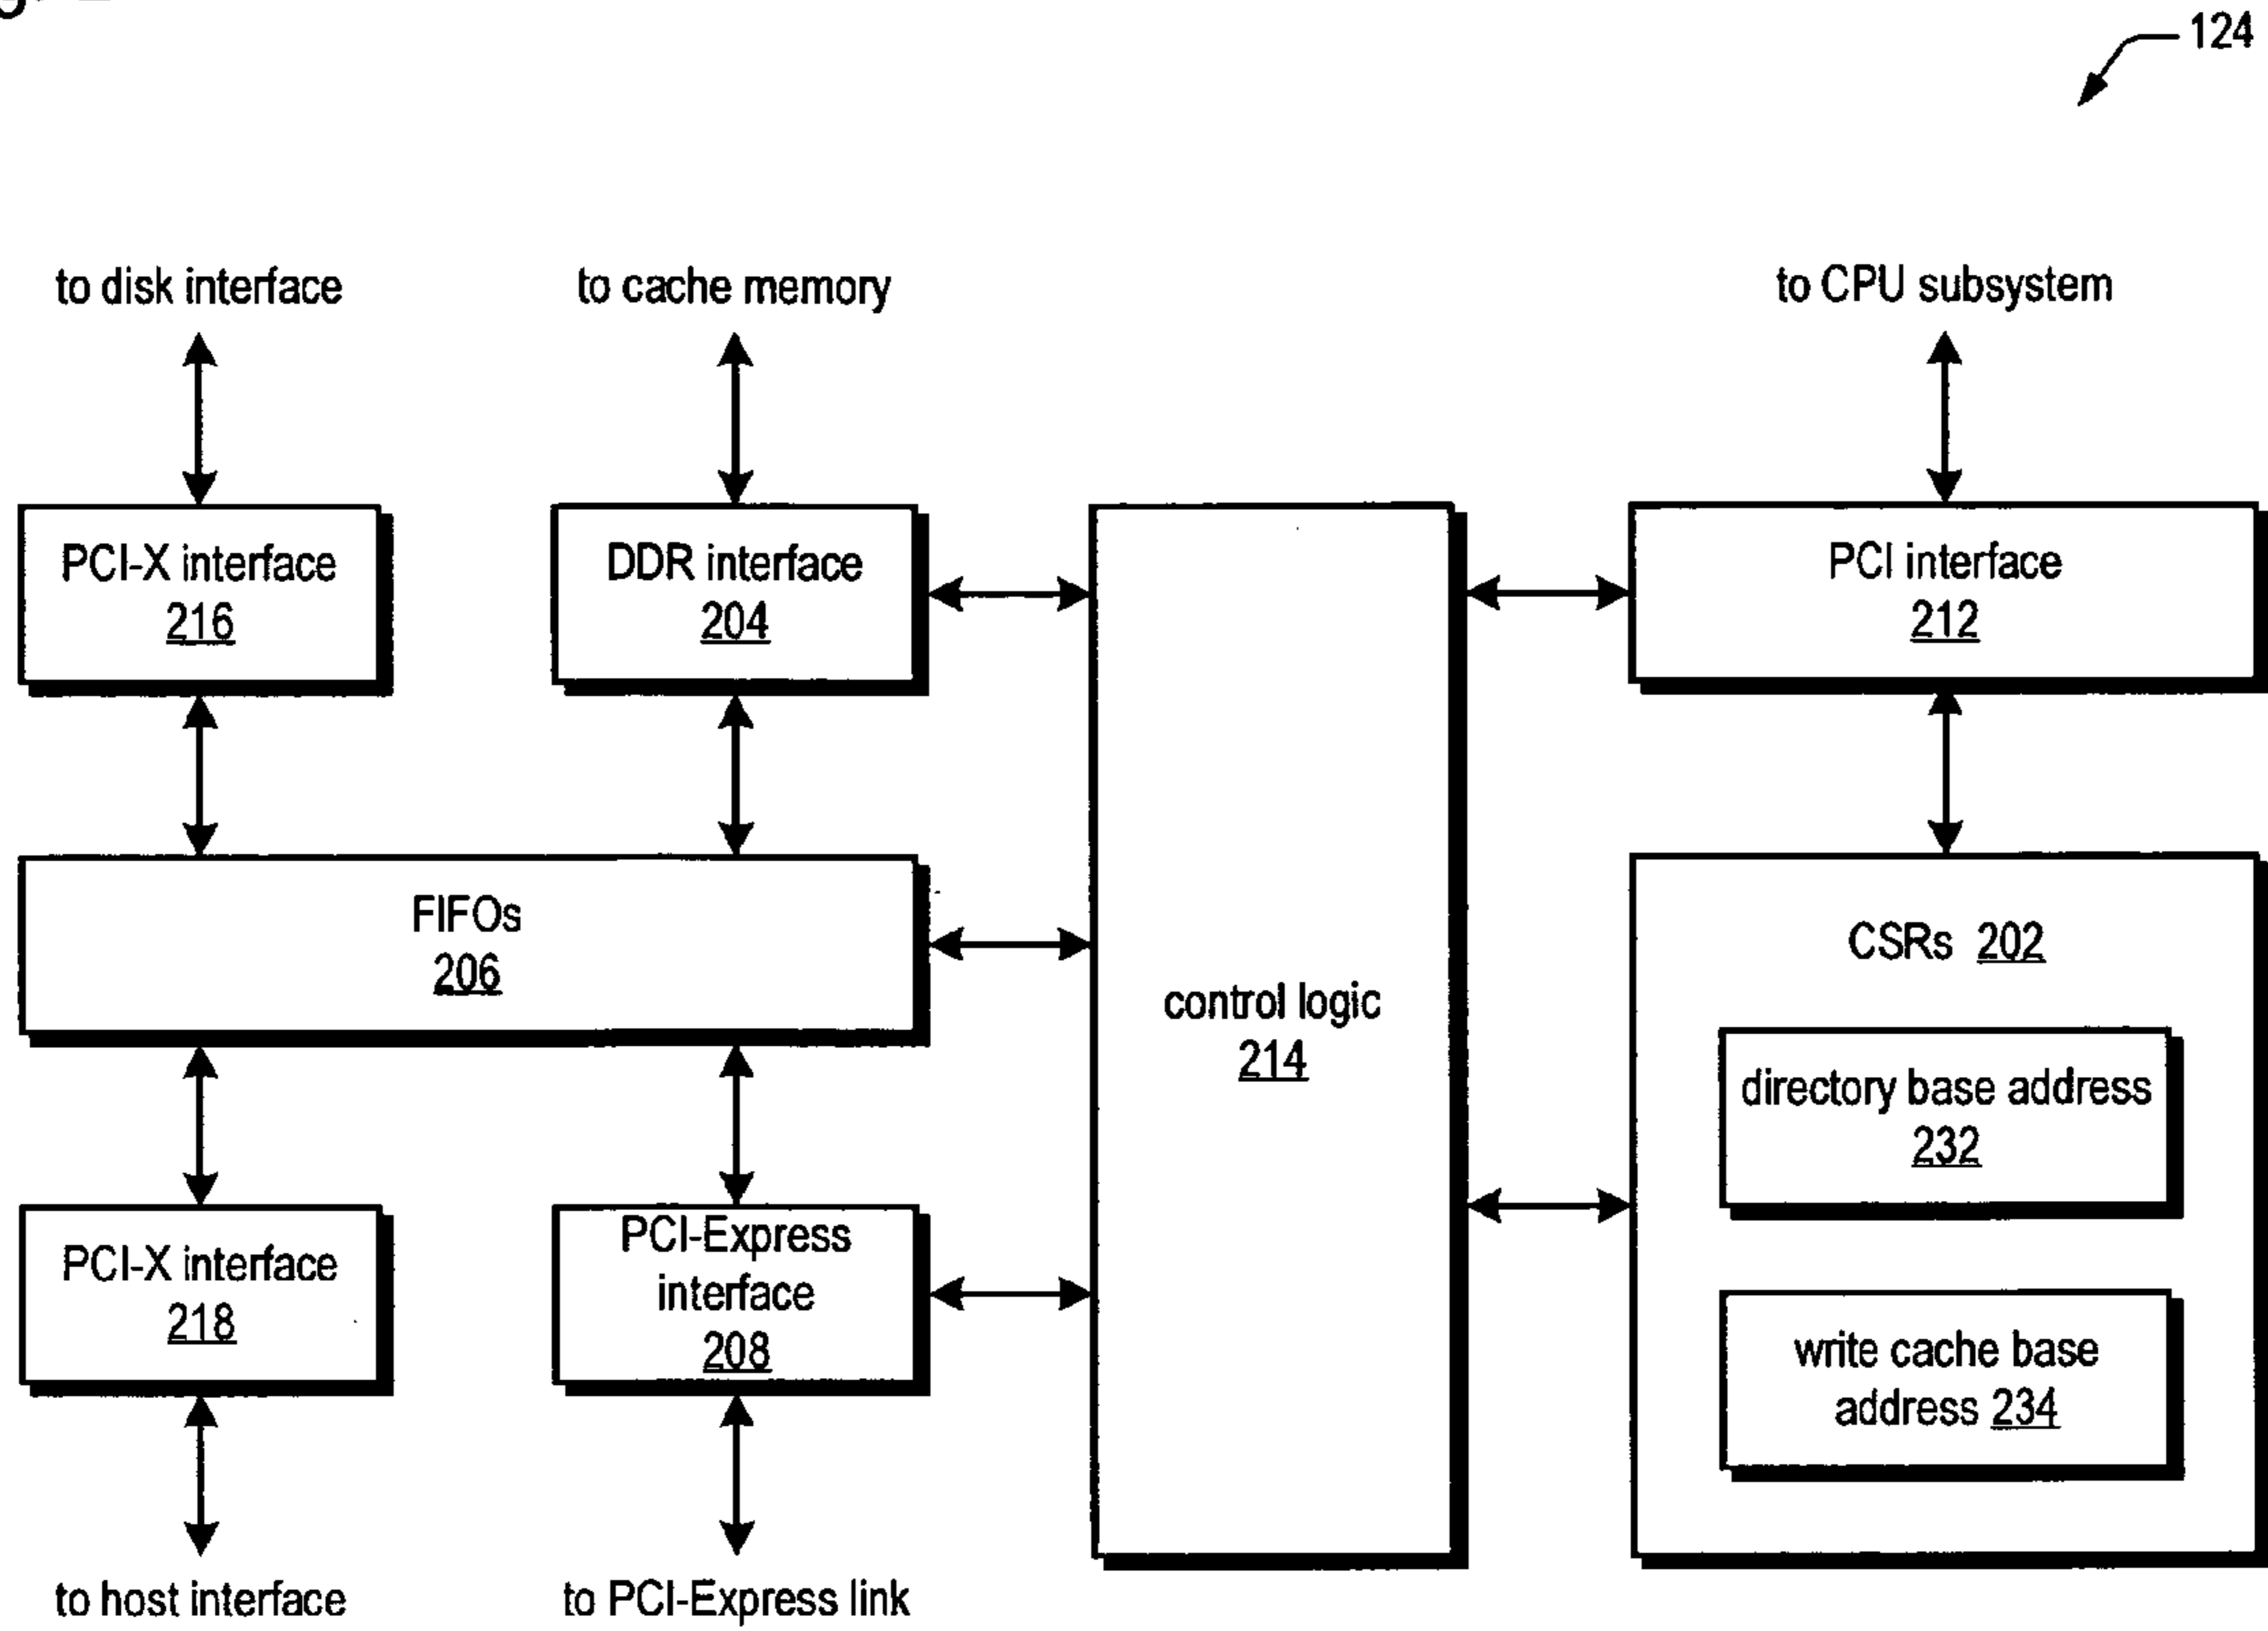 124
to disk interface
to cache memory
to CPU subsystem
PCI-X interface
216
DDR interface
204
PCI interface
212
FIFOs
206
control logic
214
CSRs 202
directory base address
232
write cache base
address 234
PCI-X interface
218
PCI-Express
interface
208
to host interface
to PCI-Express link